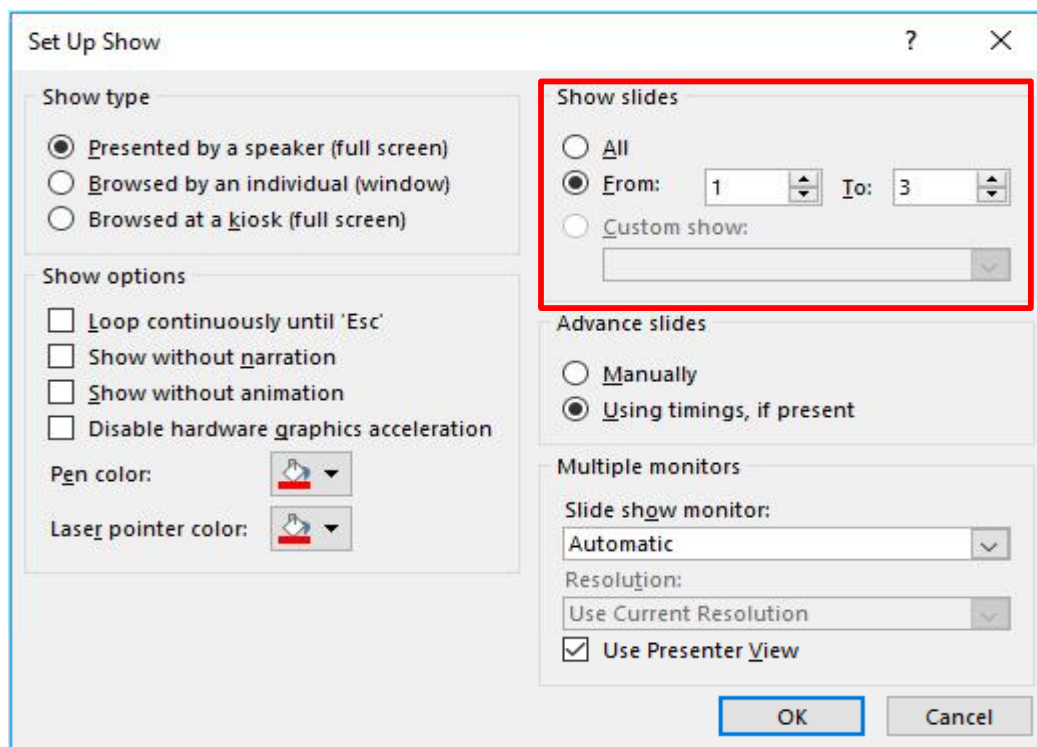 Set Up Show
?
Show type
Presented by a speaker (full screen)
Browsed by an individual (window)
Browsed at a kiosk (full screen)
Show options
Loop continuously until 'Esc'
Show without narration
Show without animation
Disable hardware graphics acceleration
Pen color:
Laser pointer color:
Show slides
All
From: 1 To: 3
Custom show:
Advance slides
Manually
Using timings, if present
Multiple monitors
Slide show monitor:
Automatic
Resolution:
Use Current Resolution
Use Presenter View
OK Cancel